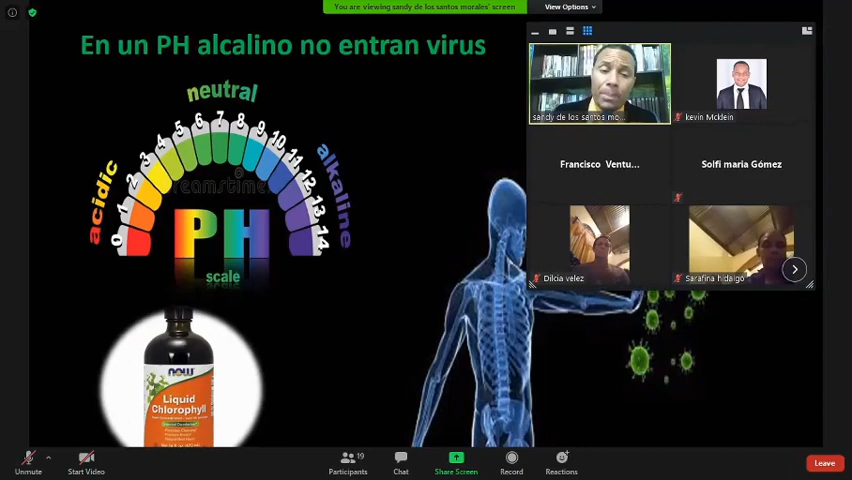 You are viewing sandy de los santos morales' screen
View Options
En un PH alcalino no entran virus
neutral
acidic
alkaline
0 1 2 3 4 5 6 7 8 9 10 11 12 13 14
dreamstime
PH
scale
NOW
Liquid
Chlorophyll
sandy de los santos mo...
kevin Mcklein
Francisco Ventu...
Solfi maria Gómez
Dilcia velez
Sarafina hidalgo
Unmute
Start Video
19
Participants
Chat
Share Screen
Record
Reactions
Leave